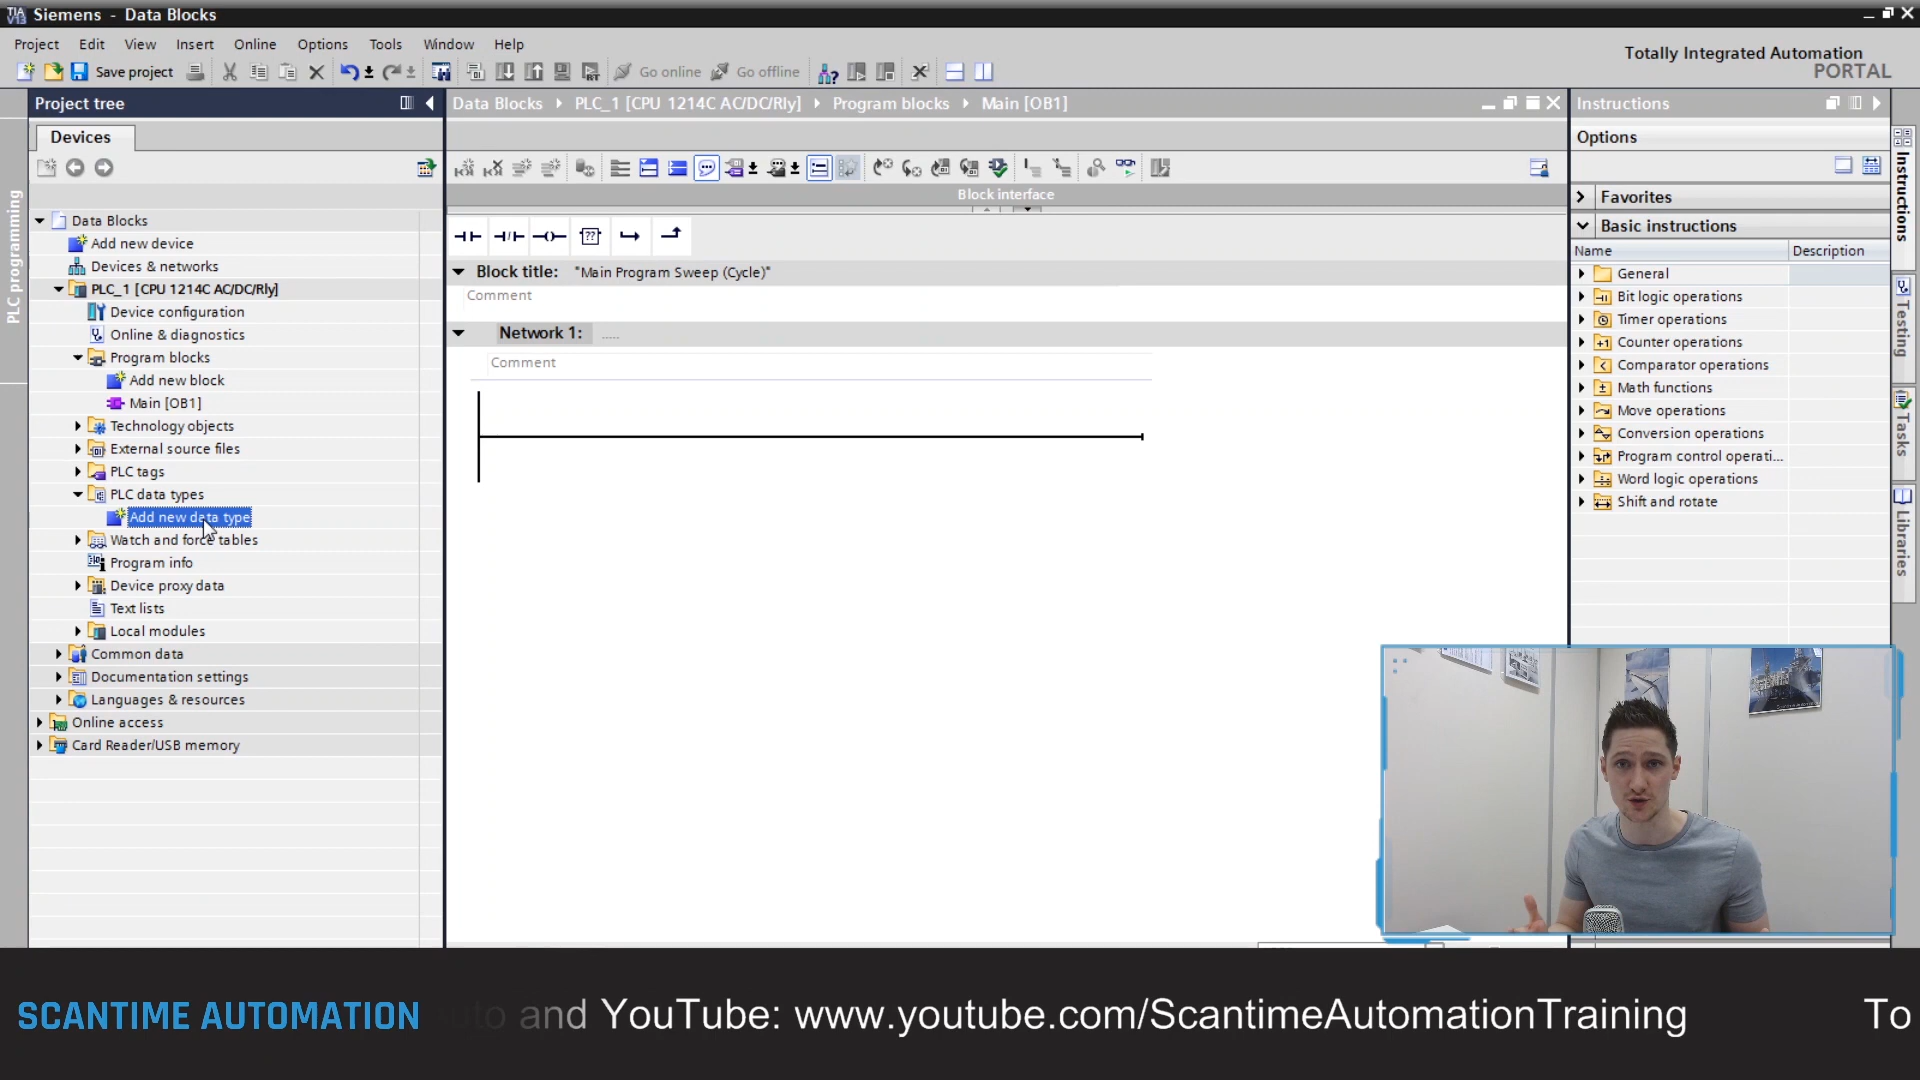 TIA V13 Siemens - Data Blocks
Project Edit View Insert Online Options Tools Window Help
Totally Integrated Automation
PORTAL
Save project
Go online
Go offline
Project tree
Data Blocks PLC_1 [CPU 1214C AC/DC/Rly] Program blocks Main [OB1]
Instructions
Devices
Options
PLC programming
Block interface
Favorites
Basic instructions
Name Description
Data Blocks
Add new device
Devices & networks
PLC_1 [CPU 1214C AC/DC/Rly]
Device configuration
Online & diagnostics
Program blocks
Add new block
Main [OB1]
Technology objects
External source files
PLC tags
PLC data types
Add new data type
Watch and force tables
Program info
Device proxy data
Text lists
Local modules
Common data
Documentation settings
Languages & resources
Online access
Card Reader/USB memory
??
Block title: "Main Program Sweep (Cycle)"
Comment
Network 1: .....
Comment
General
Bit logic operations
Timer operations
Counter operations
Comparator operations
Math functions
Move operations
Conversion operations
Program control operati...
Word logic operations
Shift and rotate
Instructions
Testing
Tasks
Libraries
SCANTIME AUTOMATION
uto and YouTube: www.youtube.com/ScantimeAutomationTraining
To